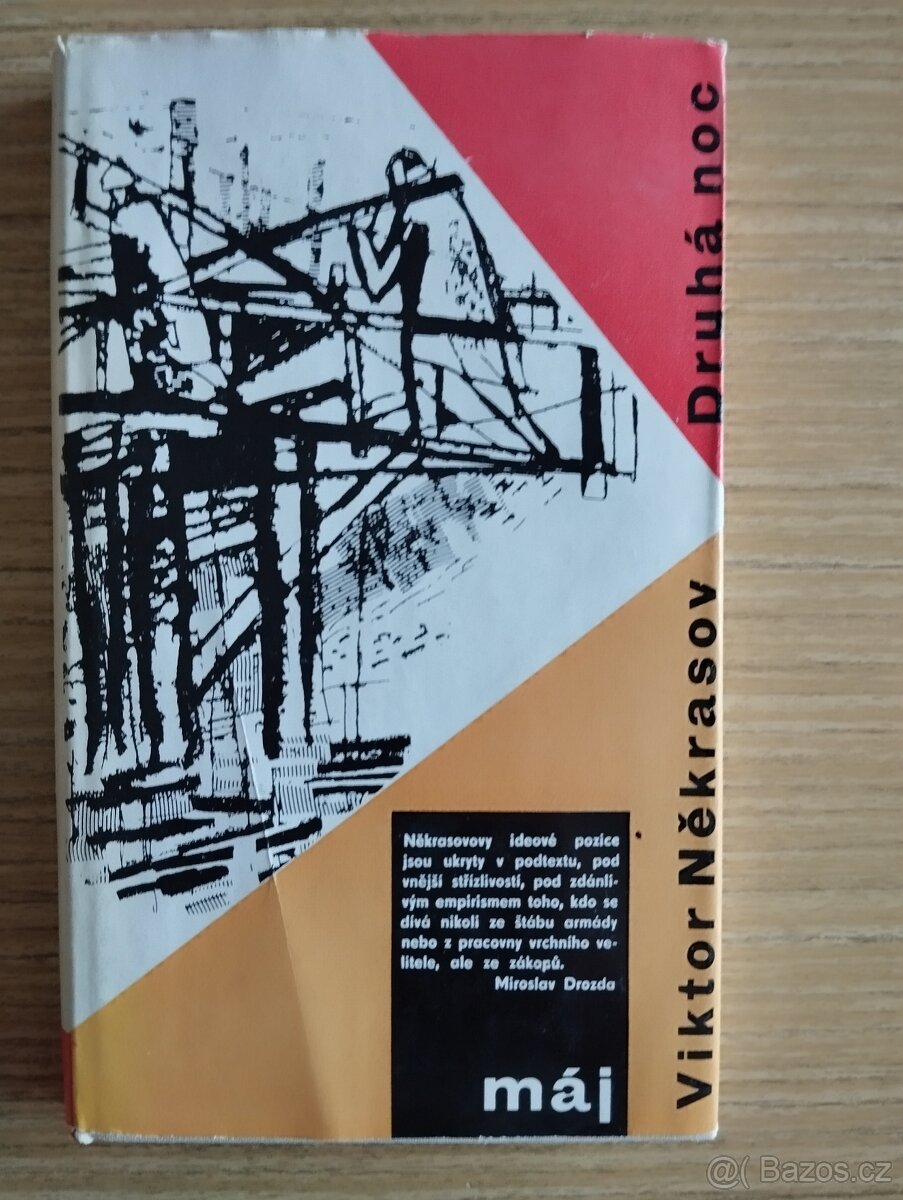 Viktor Někrasov Druhá noc
Někrasovovy ideové pozice
jsou ukryty v podtextu, pod
vnější střízlivostí, pod zdánli-
vým empirismem toho, kdo se
dívá nikoli ze štábu armády
nebo z pracovny vrchního ve-
litele, ale ze zákopů.
Miroslav Drozda
máj
@( Bazos.cz